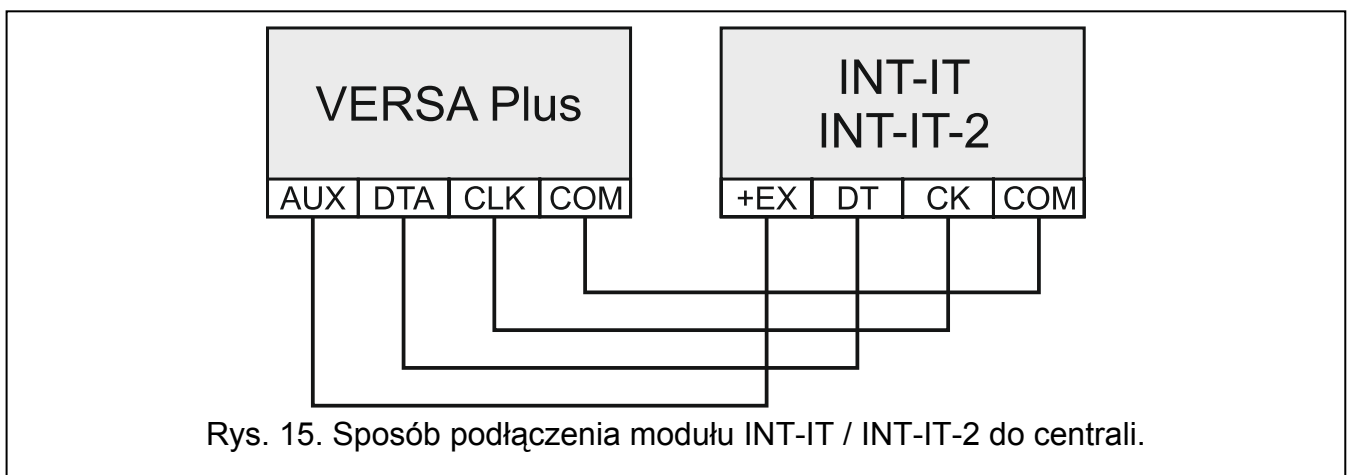 VERSA Plus
INT-IT
INT-IT-2
AUX DTA CLK COM
+EX DT CK COM
Rys. 15. Sposób podłączenia modułu INT-IT / INT-IT-2 do centrali.